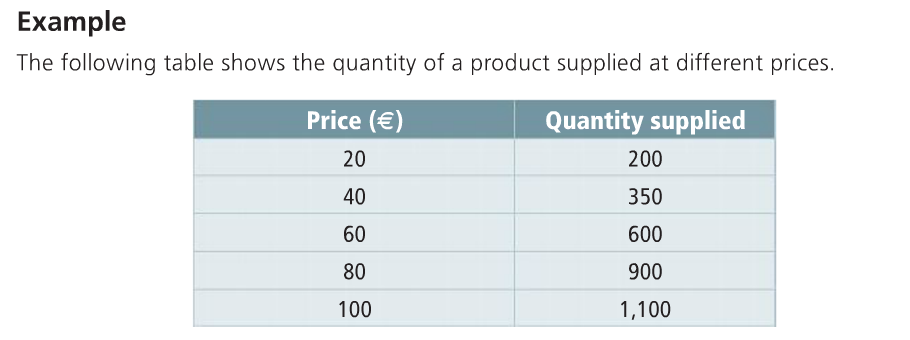 Example
The following table shows the quantity of a product supplied at different prices.
Price (€) Quantity supplied
20 200
40 350
60 600
80 900
100 1,100